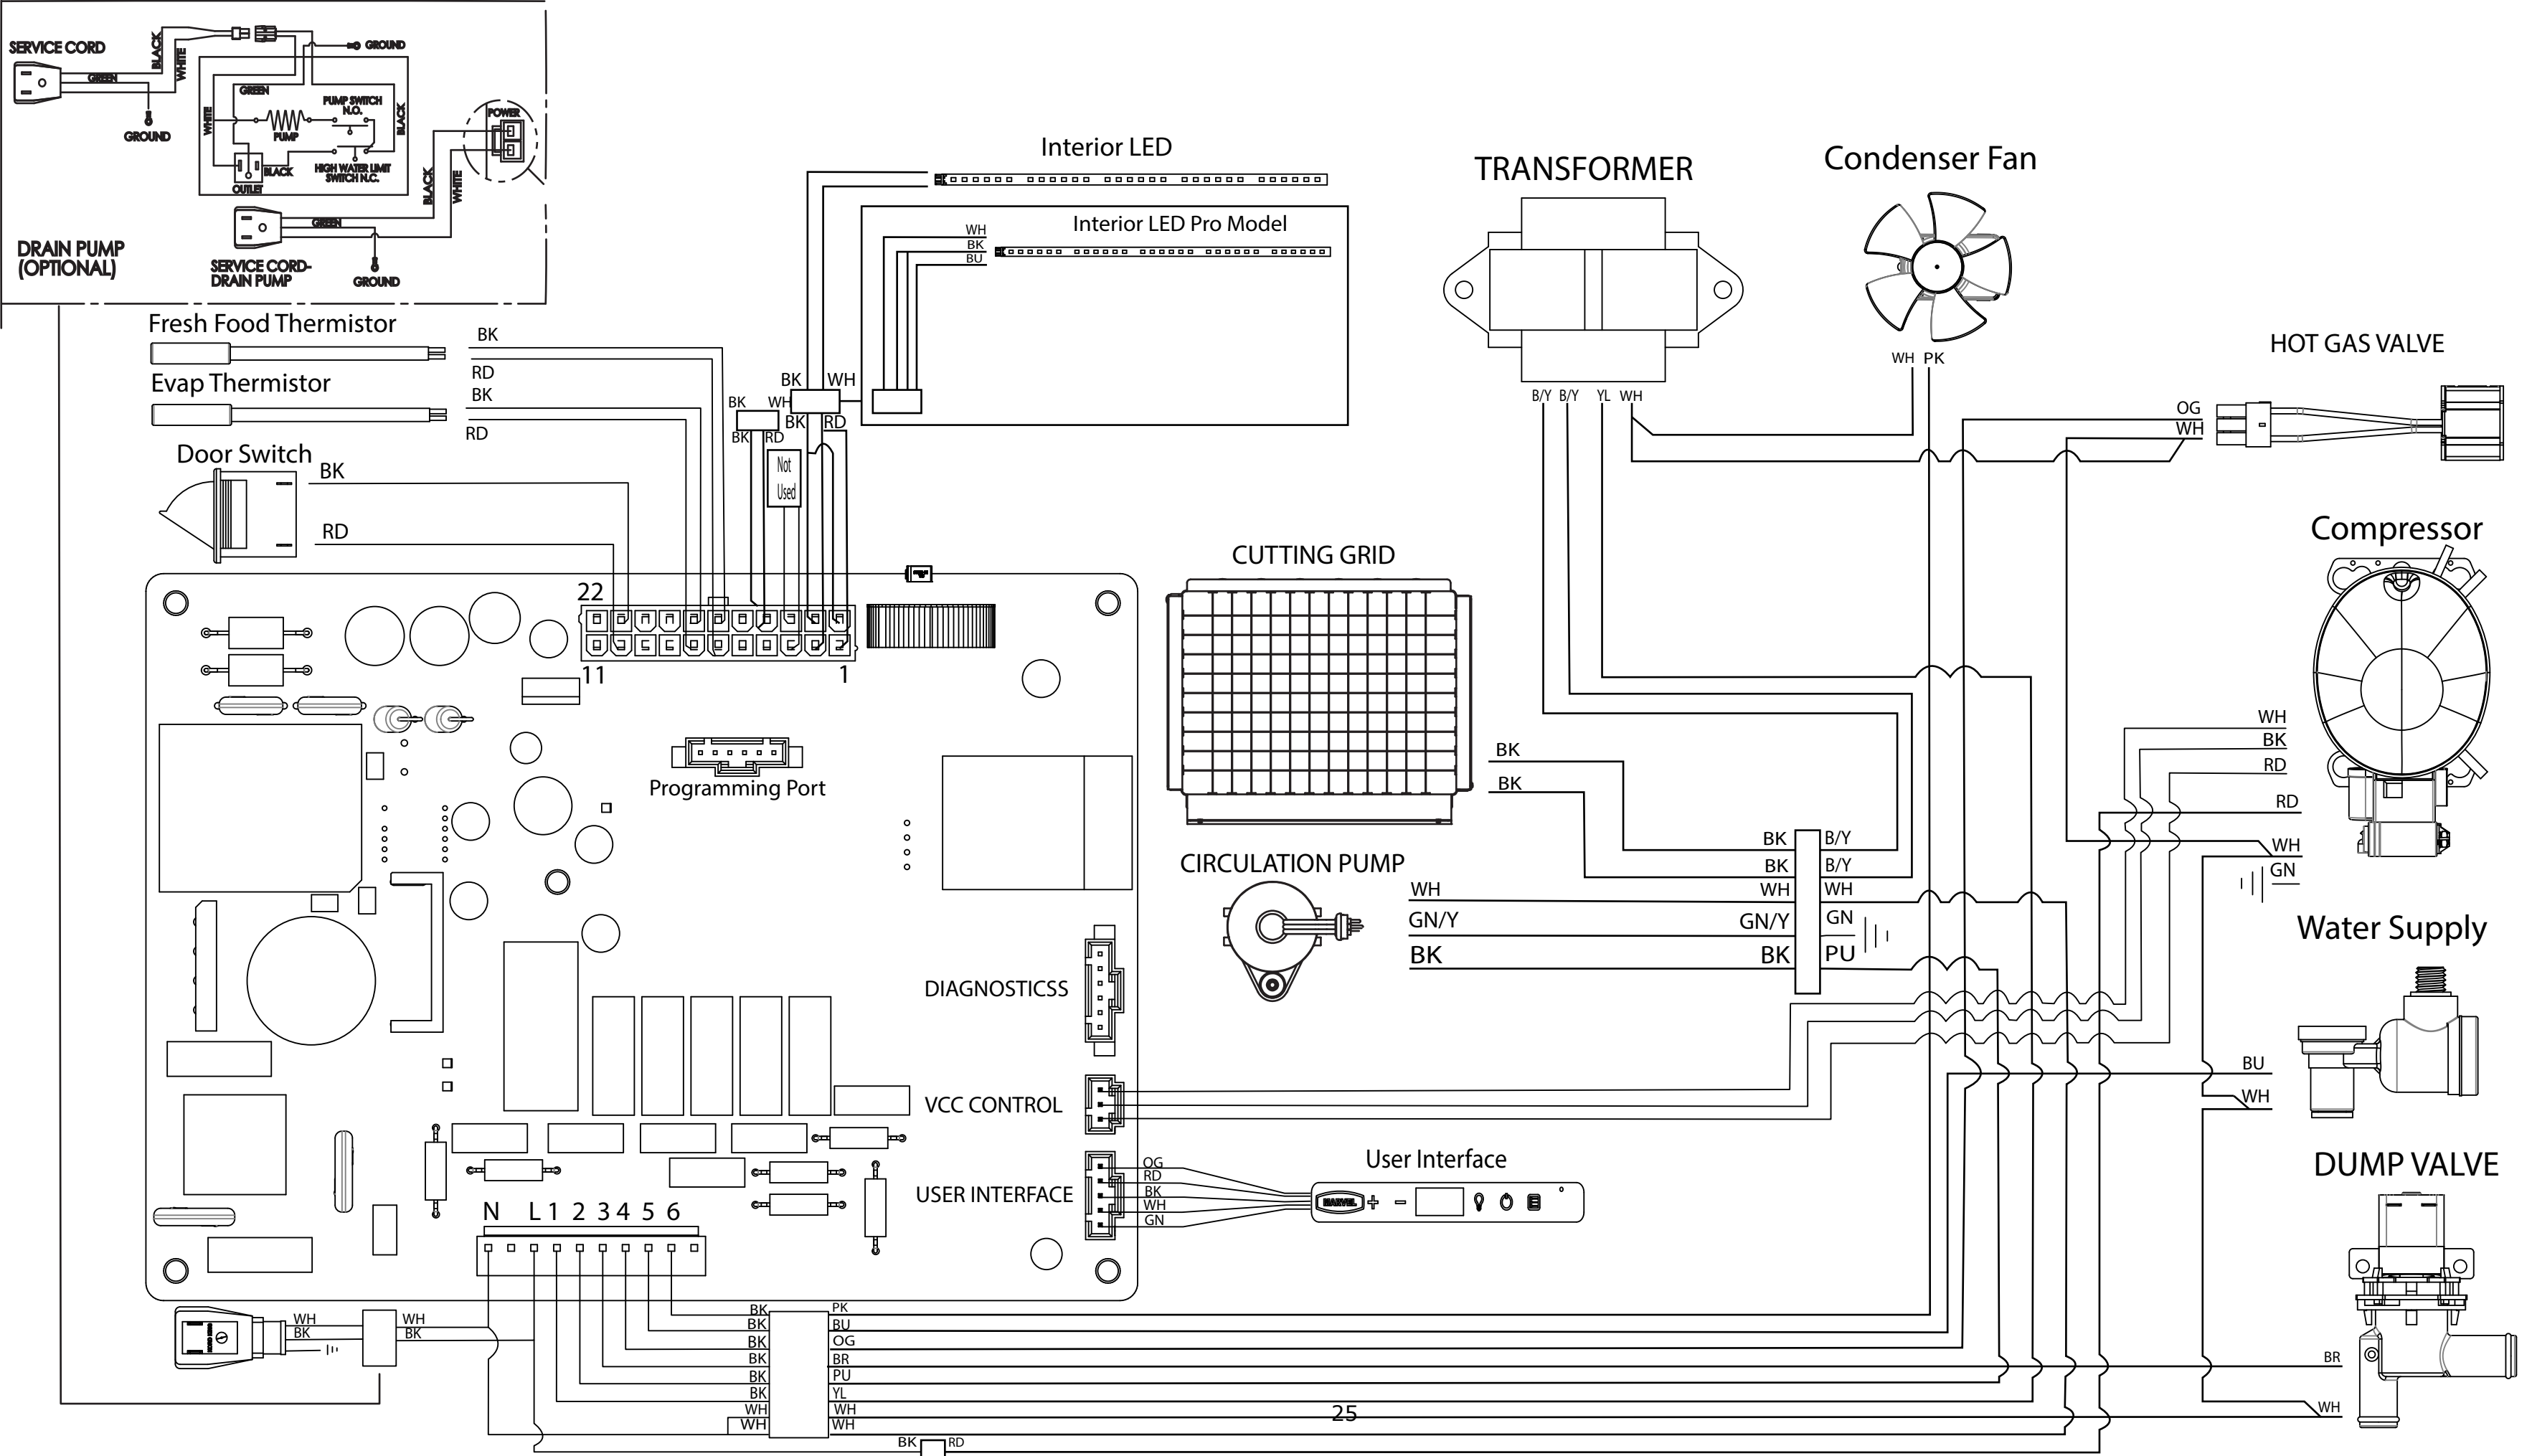 SERVICE CORD
BLACK
WHITE
GREEN
GROUND
GROUND
GREEN
WHITE
PUMP SWITCH
N.O.
PUMP
BLACK
BLACK
OUTLET
HIGH WATER LIMIT
SWITCH N.C.
POWER
BLACK
WHITE
GREEN
DRAIN PUMP
(OPTIONAL)
SERVICE CORD-
DRAIN PUMP
GROUND
Interior LED
Interior LED Pro Model
WH
BK
BU
TRANSFORMER
Condenser Fan
HOT GAS VALVE
Fresh Food Thermistor
BK
RD
Evap Thermistor
BK
RD
Door Switch
BK
RD
BK WH
BK RD
BK WH
BK RD
Not
Used
B/Y B/Y YL WH
WH PK
OG
WH
22
11
1
Programming Port
CUTTING GRID
BK
BK
Compressor
WH
BK
RD
RD
WH
GN
CIRCULATION PUMP
WH
GN/Y
BK
BK B/Y
BK B/Y
WH WH
GN/Y GN
BK PU
Water Supply
BU
WH
DIAGNOSTICSS
VCC CONTROL
USER INTERFACE
OG
RD
BK
WH
GN
User Interface
MARVEL
+ -
DUMP VALVE
BR
WH
N L 1 2 3 4 5 6
WH
BK
WH
BK
BK PK
BK BU
BK OG
BK BR
BK PU
BK YL
WH WH
WH WH
BK RD
25